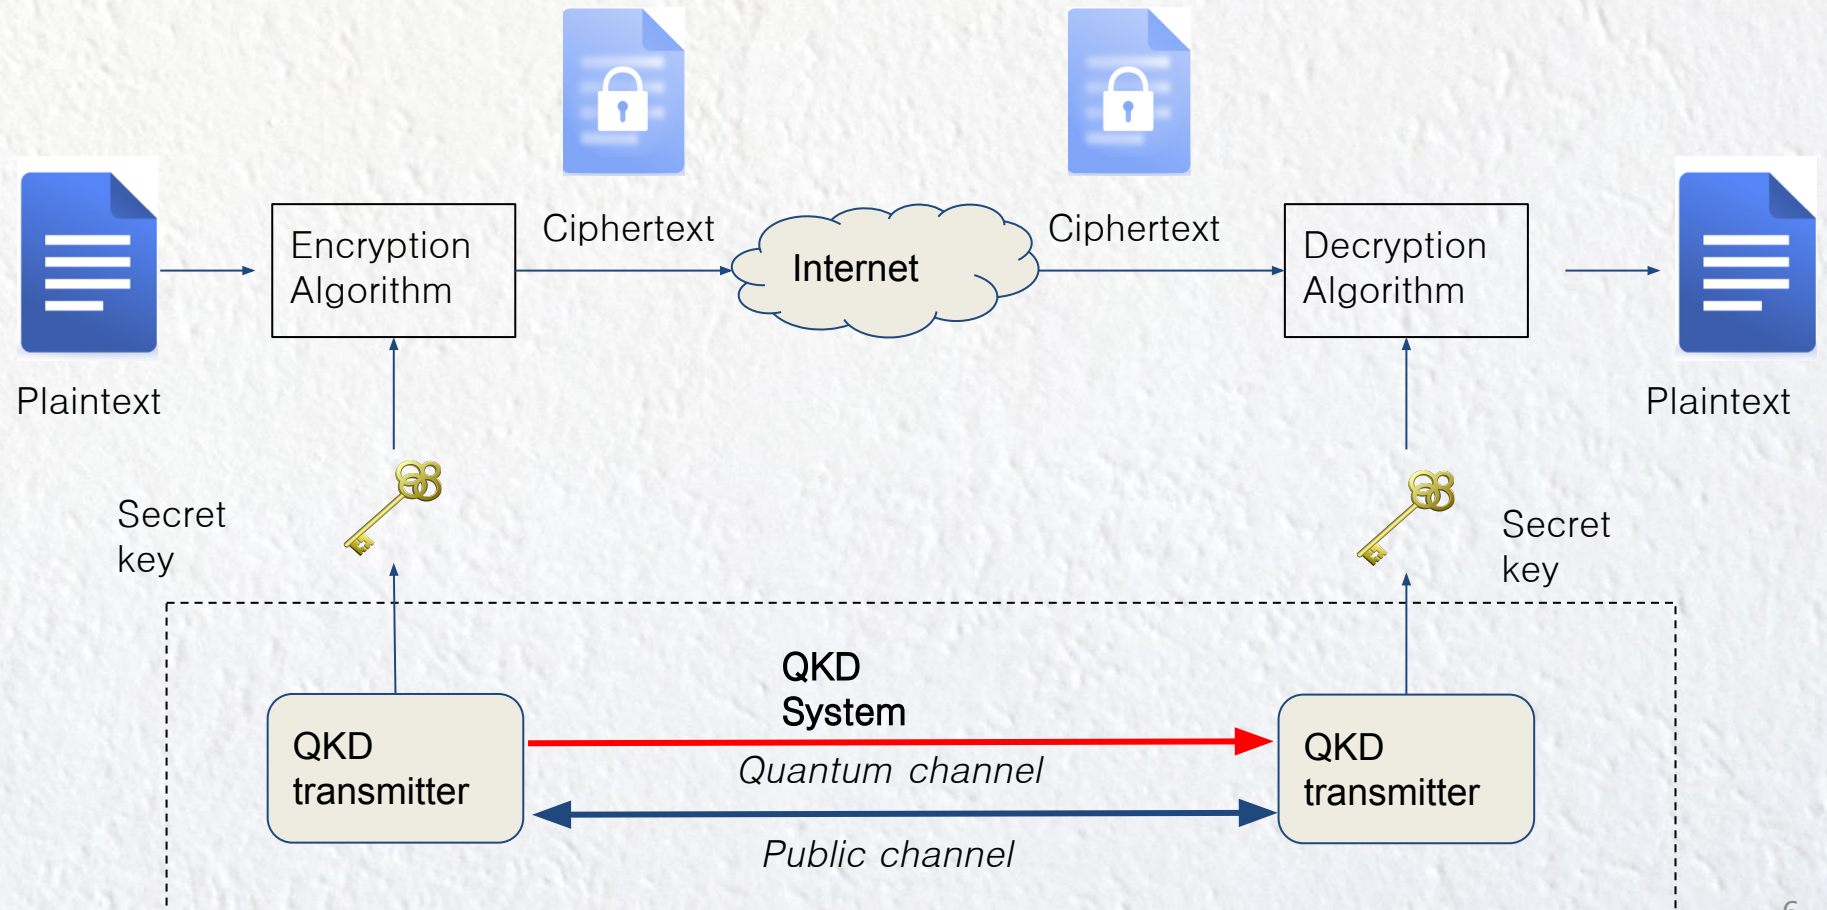 Ciphertext
Ciphertext
Encryption
Algorithm
Internet
Decryption
Algorithm
Plaintext
Plaintext
Secret
key
Secret
key
QKD
System
QKD
transmitter
Quantum channel
QKD
transmitter
Public channel